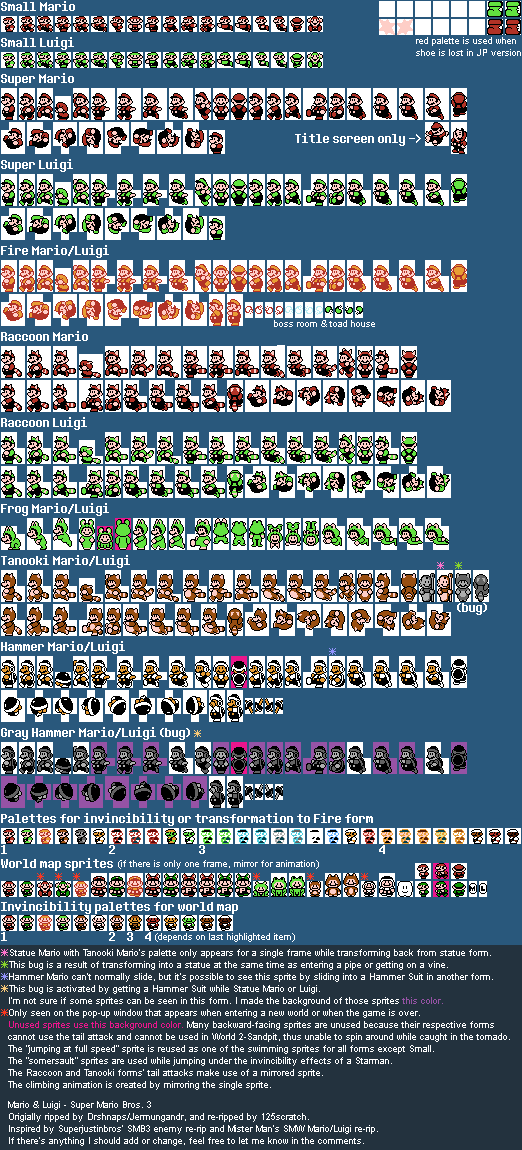 Small Mario
Small Luigi
red palette is used when
shoe is lost in JP version
Super Mario
Title screen only ->
Super Luigi
Fire Mario/Luigi
boss room & toad house
Raccoon Mario
Raccoon Luigi
Frog Mario/Luigi
Tanooki Mario/Luigi
(bug)
Hammer Mario/Luigi
Gray Hammer Mario/Luigi (bug)
Palettes for invincibility or transformation to Fire form
1 2 3 4
World map sprites (if there is only one frame, mirror for animation)
Invincibility palettes for world map
1 2 3 4 (depends on last highlighted item)
Statue Mario with Tanooki Mario's palette only appears for a single frame while transforming back from statue form.
This bug is a result of transforming into a statue at the same time as entering a pipe or getting on a vine.
Hammer Mario can't normally slide, but it's possible to see this sprite by sliding into a Hammer Suit in another form.
This bug is activated by getting a Hammer Suit while Statue Mario or Luigi.
I'm not sure if some sprites can be seen in this form. I made the background of those sprites this color.
Only seen on the pop-up window that appears when entering a new world or when the game is over.
Unused sprites use this background color. Many backward-facing sprites are unused because their respective forms
cannot use the tail attack and cannot be used in World 2-Sandpit, thus unable to spin around while caught in the tornado.
The "jumping at full speed" sprite is reused as one of the swimming sprites for all forms except Small.
The "somersault" sprites are used while jumping under the invincibility effects of a Starman.
The Raccoon and Tanooki forms' tail attacks make use of a mirrored sprite.
The climbing animation is created by mirroring the single sprite.
Mario & Luigi - Super Mario Bros. 3
Origially ripped by Drshnaps/Jermungandr, and re-ripped by 125scratch.
Inspired by Superjustinbros' SMB3 enemy re-rip and Mister Man's SMW Mario/Luigi re-rip.
If there's anything I should add or change, feel free to let me know in the comments.